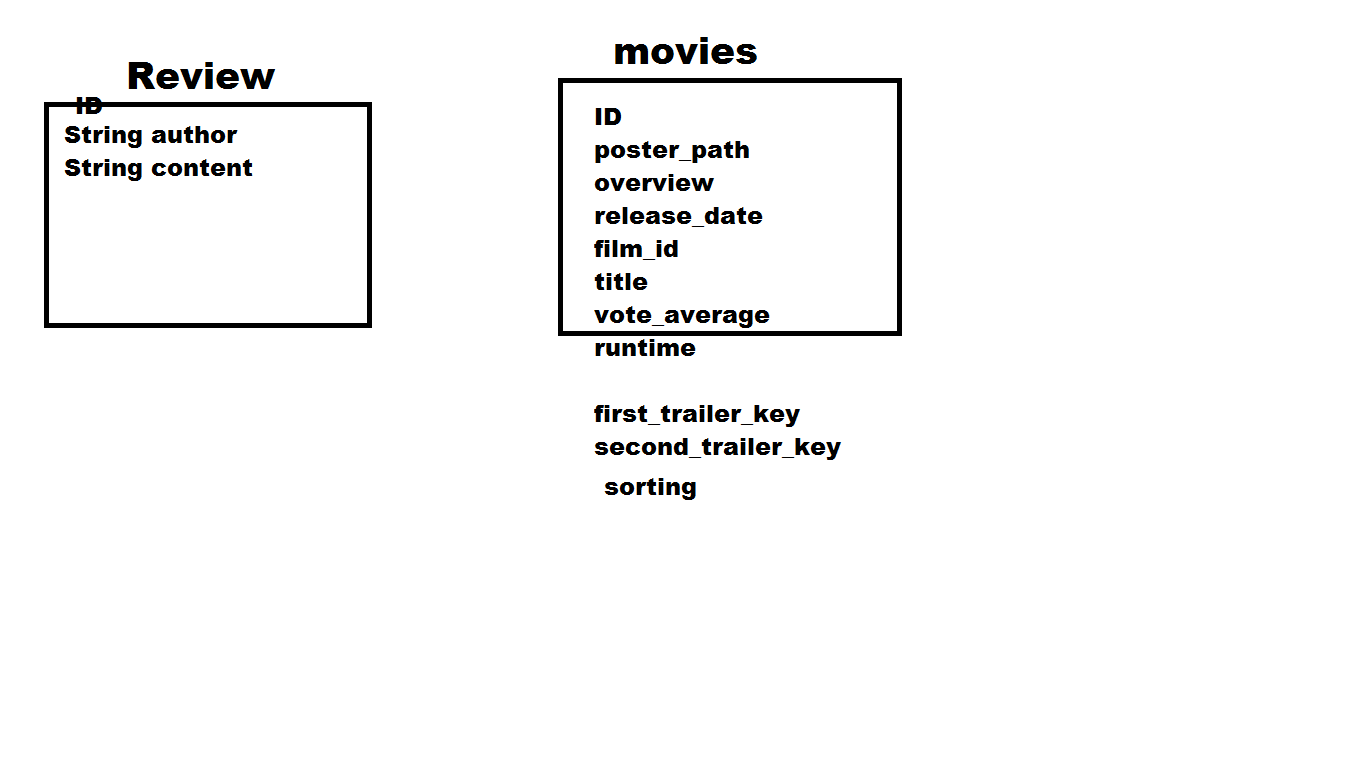 Review
ID
String author
String content
movies
ID
poster_path
overview
release_date
film_id
title
vote_average
runtime
first_trailer_key
second_trailer_key
sorting